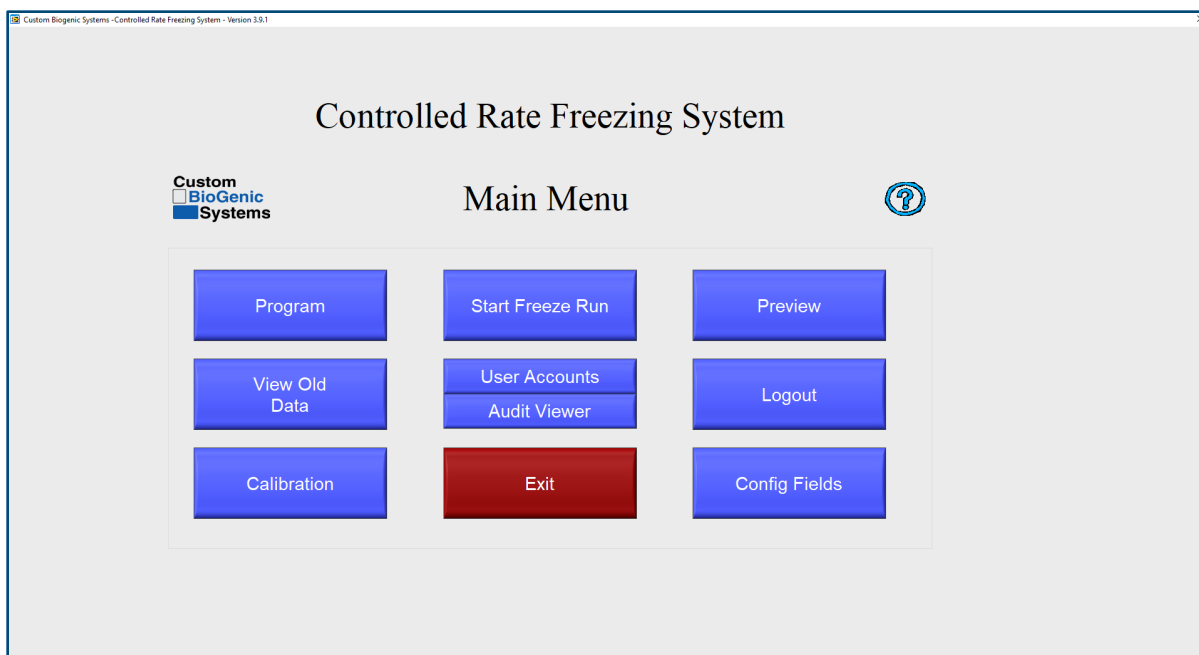 Custom Biogenic Systems -Controlled Rate Freezing System - Version 3.9.1
Controlled Rate Freezing System
Custom
BioGenic
Systems
Main Menu
?
Program
Start Freeze Run
Preview
View Old
Data
User Accounts
Audit Viewer
Logout
Calibration
Exit
Config Fields